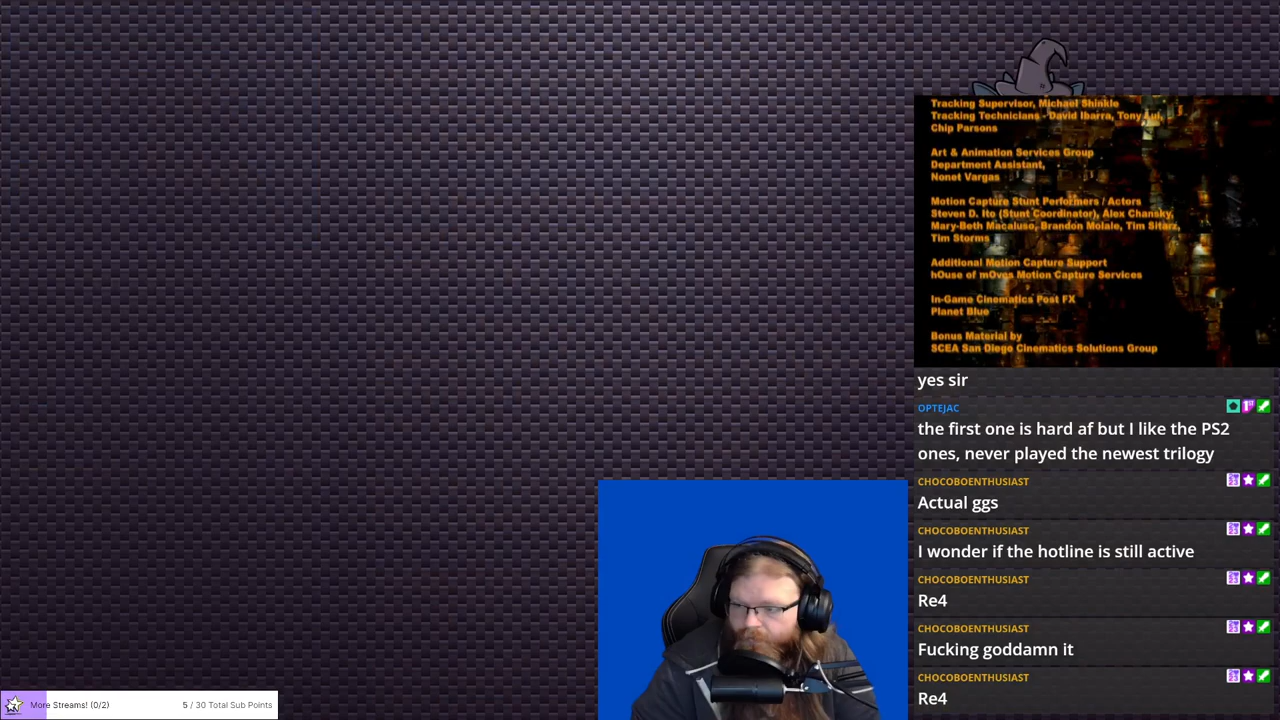 Tracking Supervisor, Michael Shinkle
Tracking Technicians - David Ibarra, Tony Lui,
Chip Parsons
Art & Animation Services Group
Department Assistant,
Nonet Vargas
Motion Capture Stunt Performers / Actors
Steven D. Ito (Stunt Coordinator), Alex Chansky,
Mary-Beth Macaluso, Brandon Molale, Tim Sitarz,
Tim Storms
Additional Motion Capture Support
hOuse of mOves Motion Capture Services
In-Game Cinematics Post FX
Planet Blue
Bonus Material by
SCEA San Diego Cinematics Solutions Group
yes sir
OPTEJAC
the first one is hard af but I like the PS2
ones, never played the newest trilogy
CHOCOBOENTHUSIAST
Actual ggs
CHOCOBOENTHUSIAST
I wonder if the hotline is still active
CHOCOBOENTHUSIAST
Re4
CHOCOBOENTHUSIAST
Fucking goddamn it
CHOCOBOENTHUSIAST
Re4
More Streams! (0/2) 5 / 30 Total Sub Points